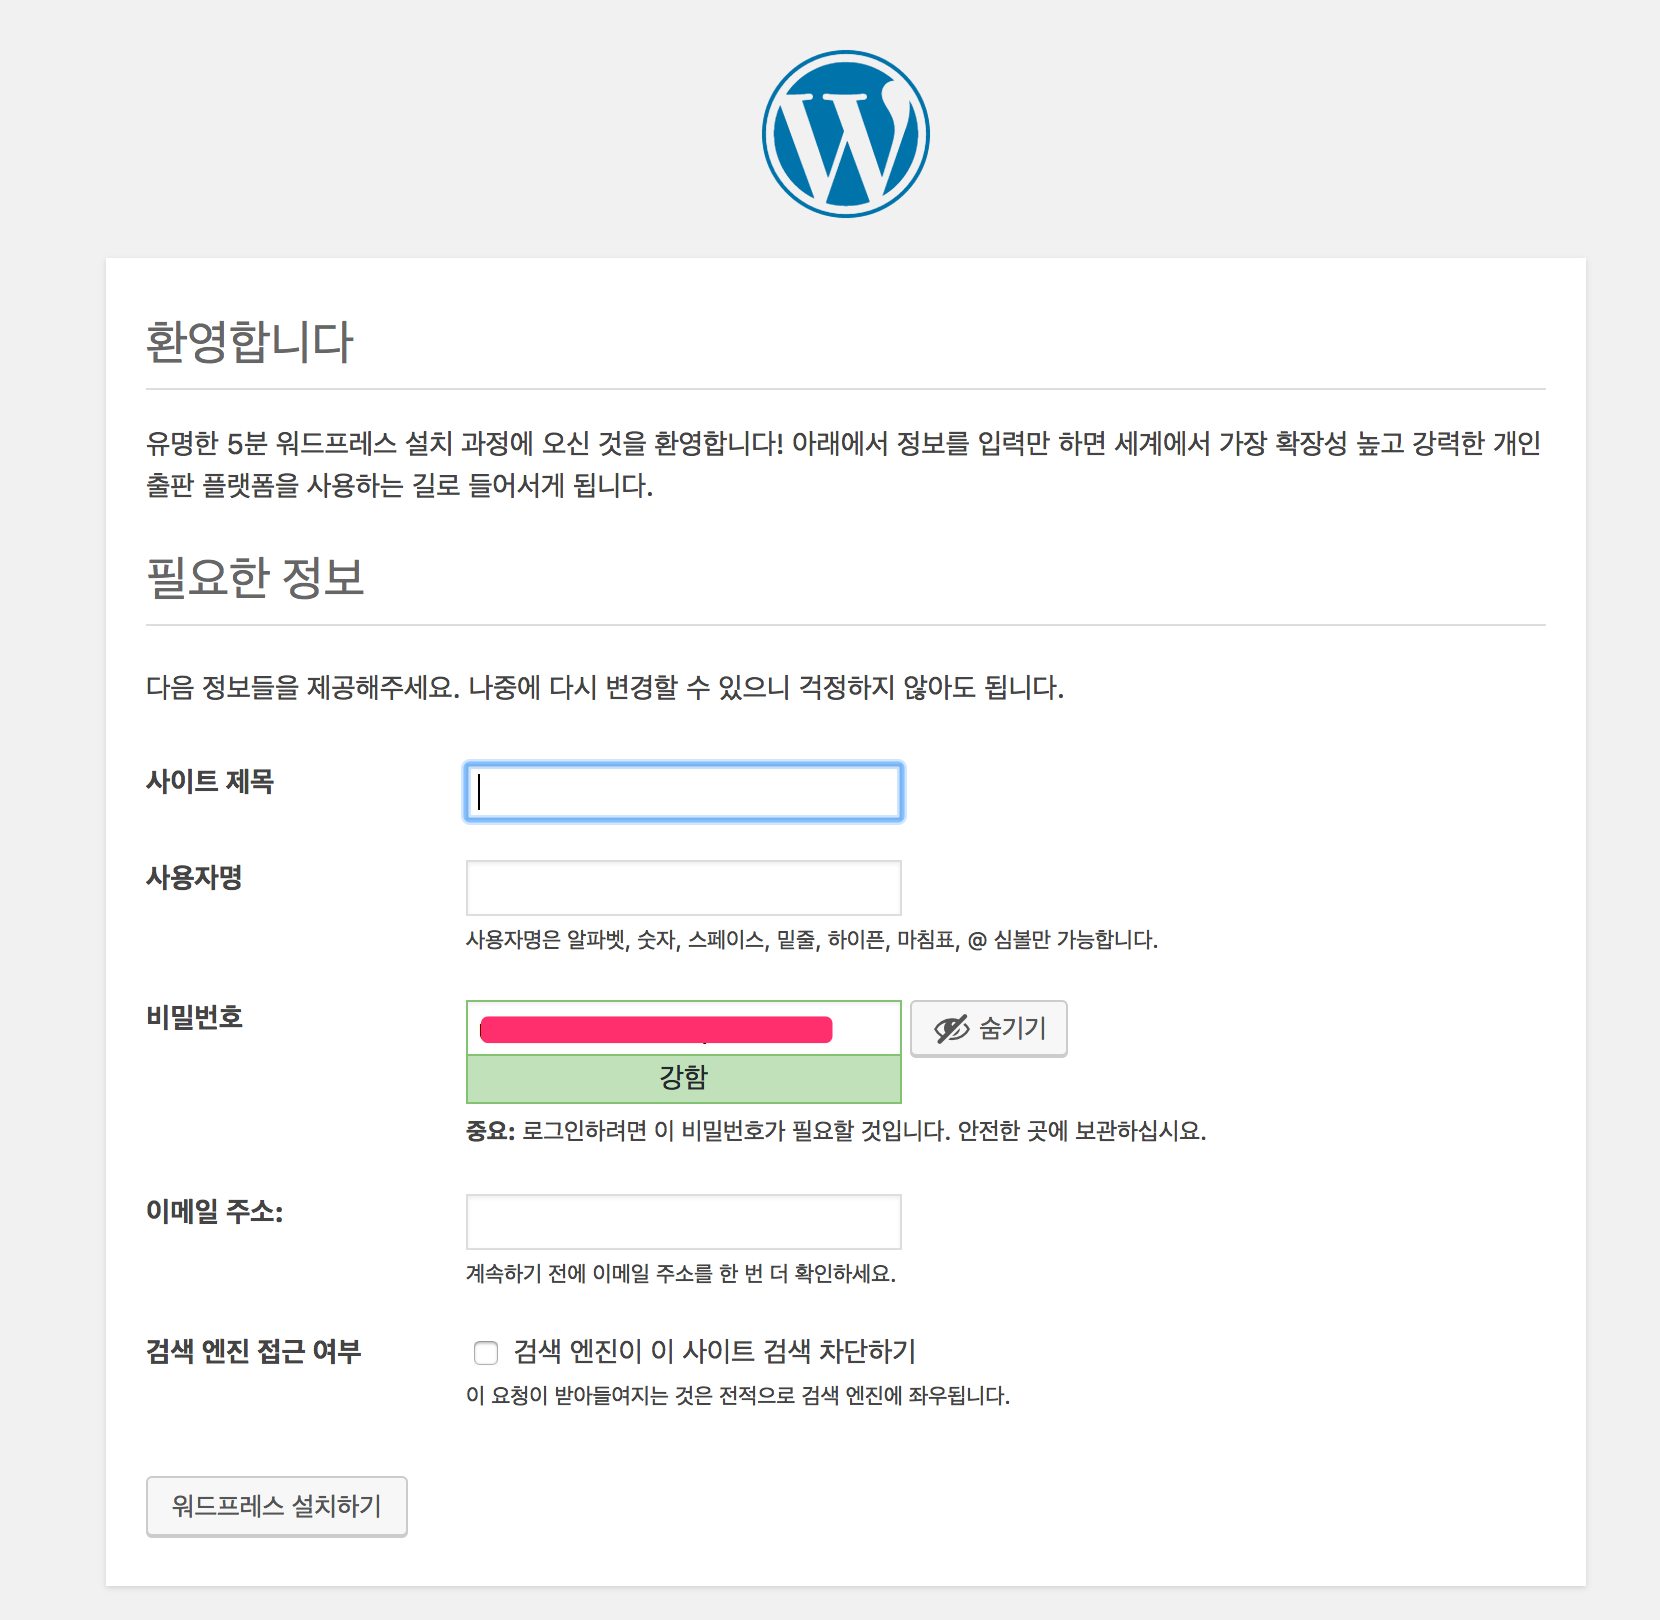 환영합니다
유명한 5분 워드프레스 설치 과정에 오신 것을 환영합니다! 아래에서 정보를 입력만 하면 세계에서 가장 확장성 높고 강력한 개인
출판 플랫폼을 사용하는 길로 들어서게 됩니다.
필요한 정보
다음 정보들을 제공해주세요. 나중에 다시 변경할 수 있으니 걱정하지 않아도 됩니다.
사이트 제목
사용자명
사용자명은 알파벳, 숫자, 스페이스, 밑줄, 하이픈, 마침표, @ 심볼만 가능합니다.
비밀번호
숨기기
강함
중요: 로그인하려면 이 비밀번호가 필요할 것입니다. 안전한 곳에 보관하십시요.
이메일 주소:
계속하기 전에 이메일 주소를 한 번 더 확인하세요.
검색 엔진 접근 여부
검색 엔진이 이 사이트 검색 차단하기
이 요청이 받아들여지는 것은 전적으로 검색 엔진에 좌우됩니다.
워드프레스 설치하기